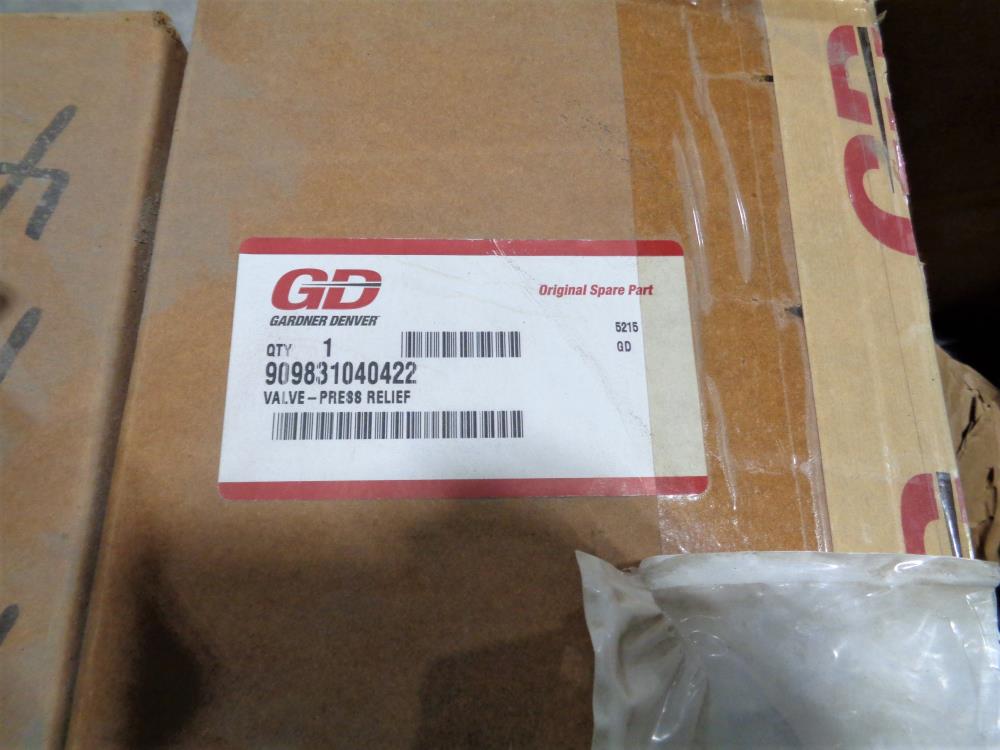 GD
GARDNER DENVER
Original Spare Part
QTY 1
5215
GD
909831040422
VALVE-PRESS RELIEF